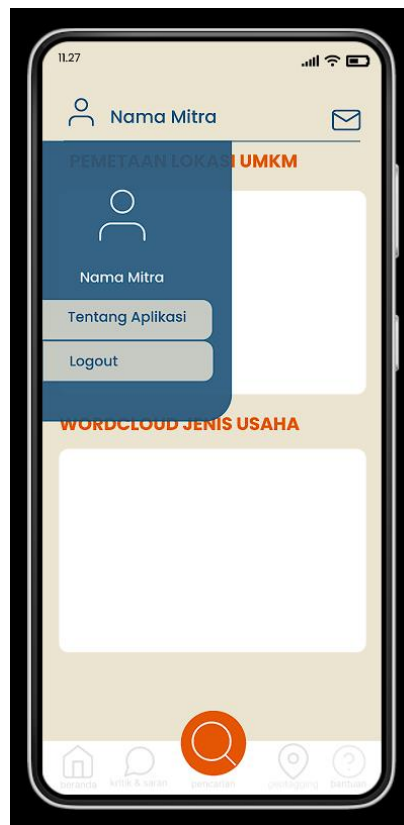 11.27
Nama Mitra
PEMETAAN LOKASI UMKM
Nama Mitra
Tentang Aplikasi
Logout
WORDCLOUD JENIS USAHA
beranda kritik & saran pencarian penanggung bantuan